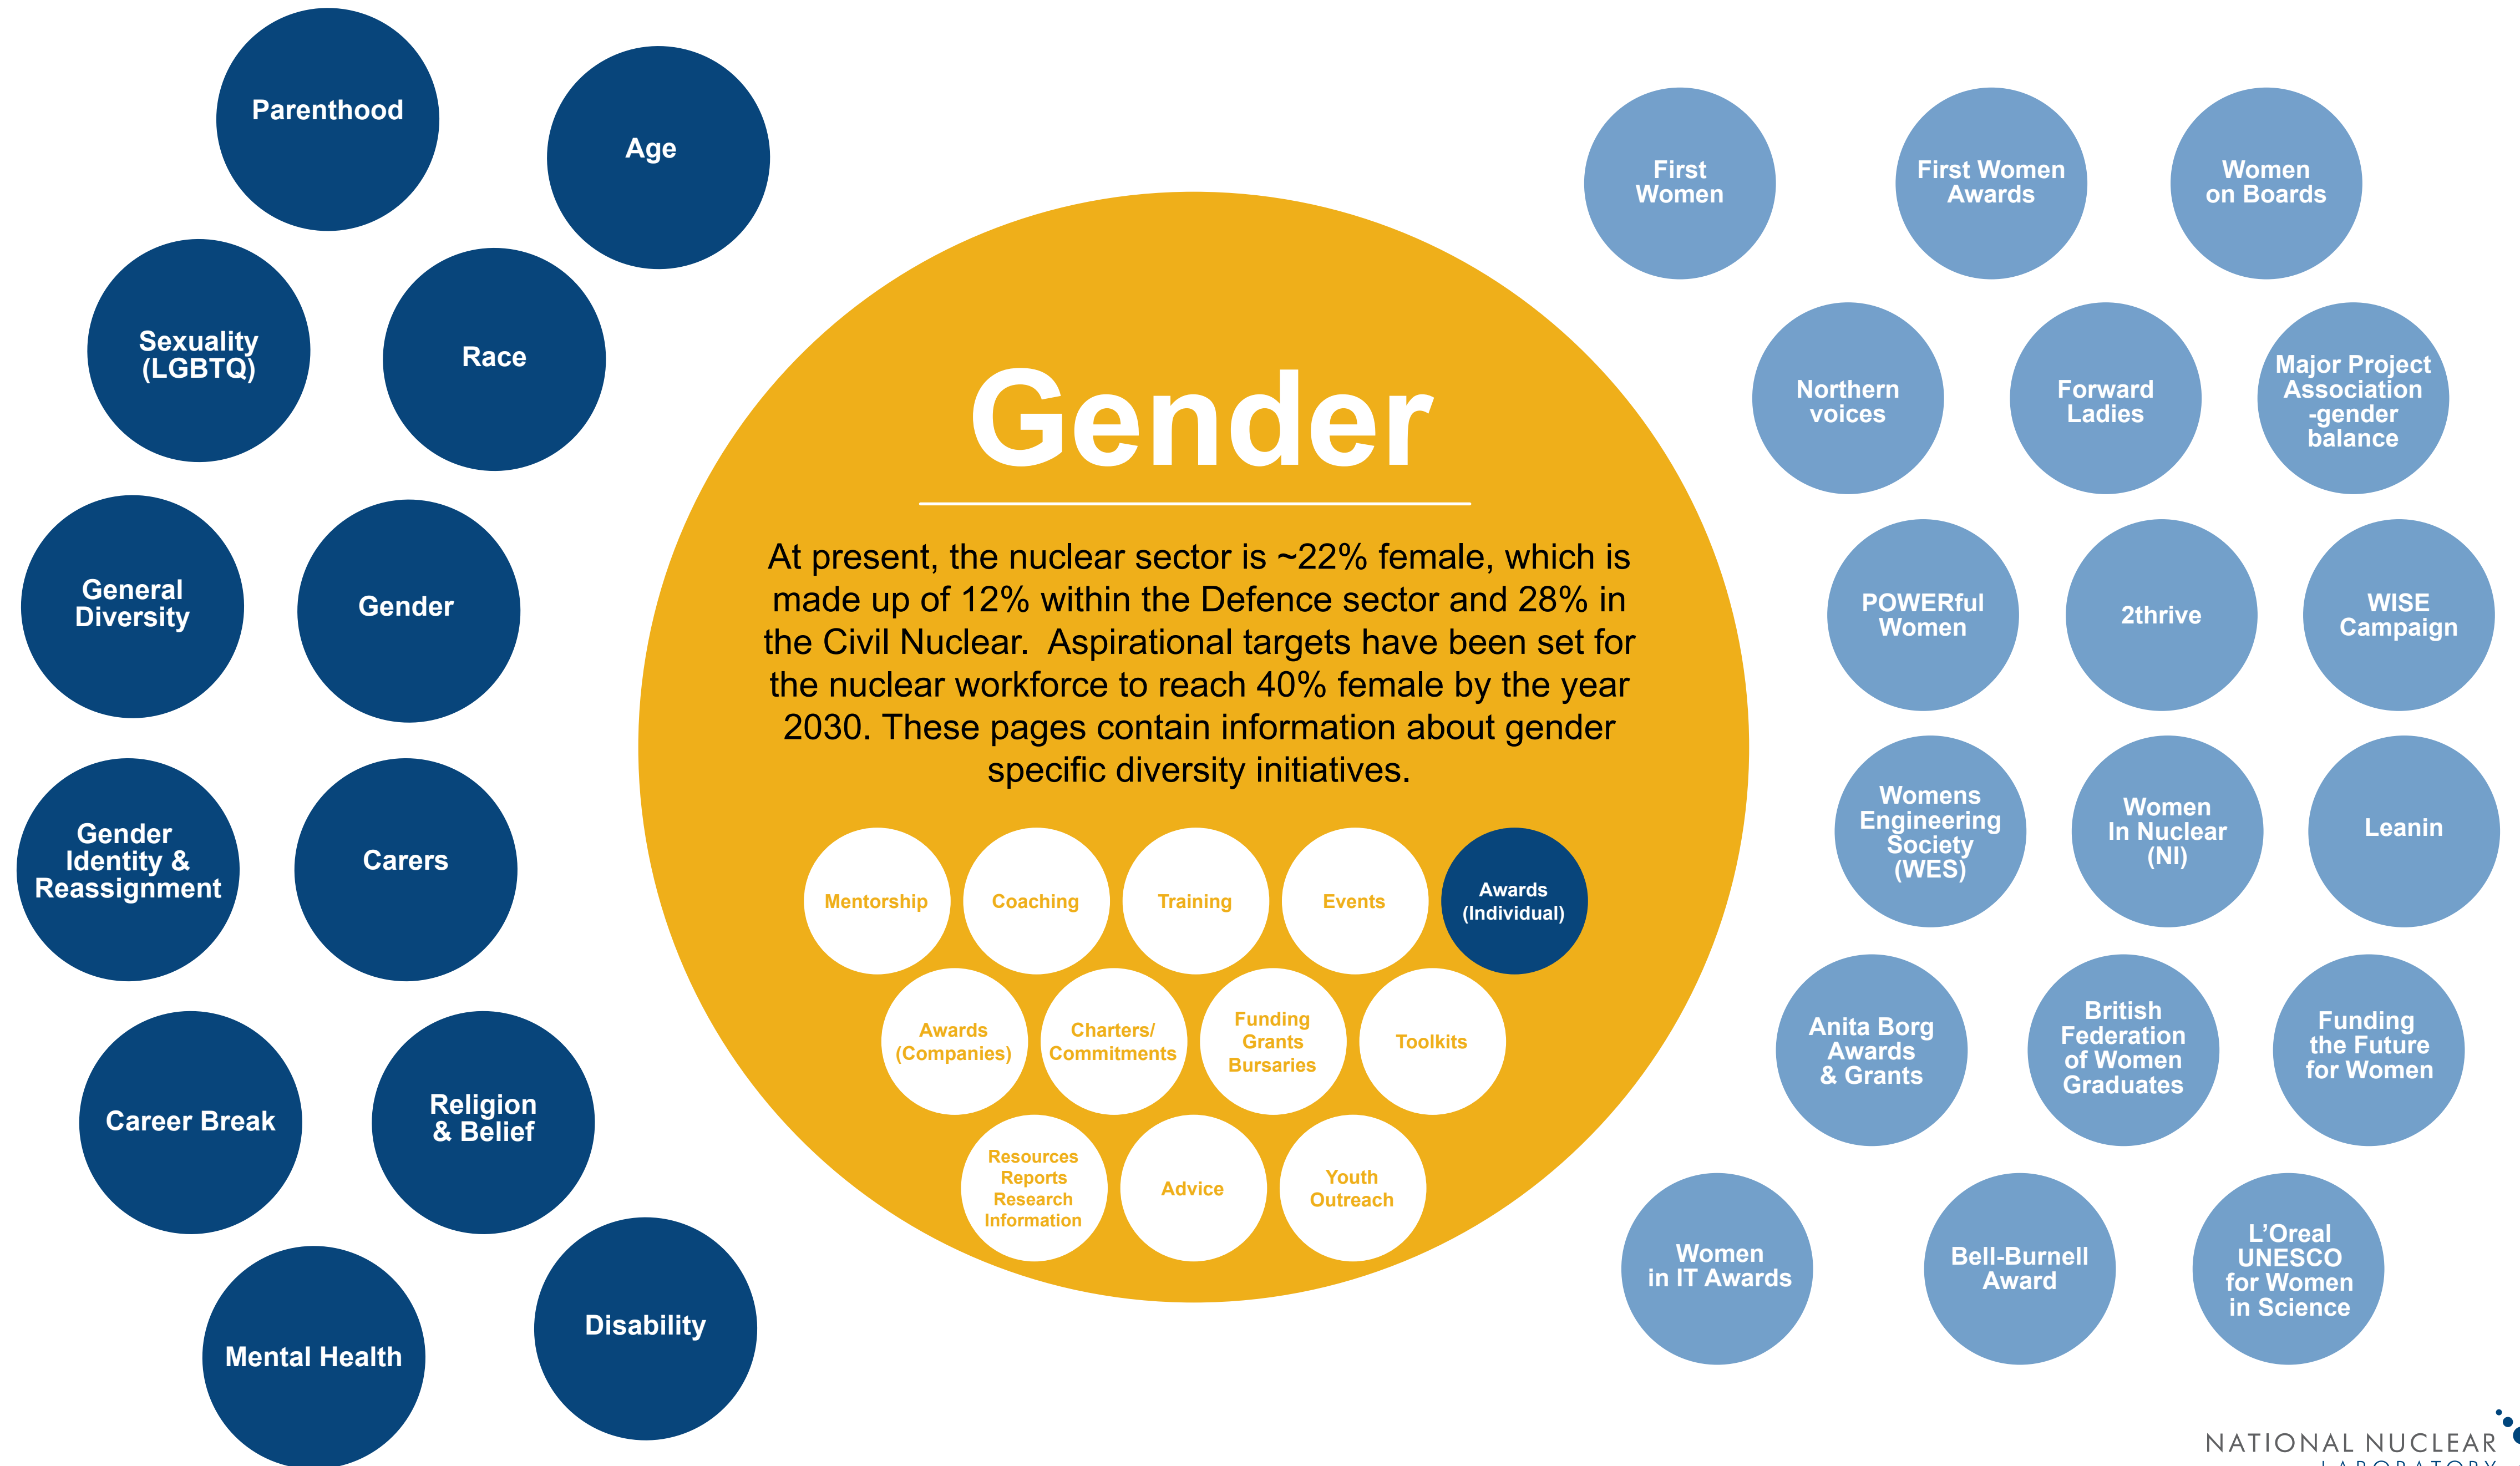 Parenthood
Age
Sexuality
(LGBTQ)
Race
General
Diversity
Gender
Gender
Identity &
Reassignment
Carers
Career Break
Religion
& Belief
Mental Health
Disability
Gender
At present, the nuclear sector is ~22% female, which is
made up of 12% within the Defence sector and 28% in
the Civil Nuclear.  Aspirational targets have been set for
the nuclear workforce to reach 40% female by the year
2030. These pages contain information about gender
specific diversity initiatives.
Mentorship
Coaching
Training
Events
Awards
(Individual)
Awards
(Companies)
Charters/
Commitments
Funding
Grants
Bursaries
Toolkits
Resources
Reports
Research
Information
Advice
Youth
Outreach
First
Women
First Women
Awards
Women
on Boards
Northern
voices
Forward
Ladies
Major Project
Association
-gender
balance
POWERful
Women
2thrive
WISE
Campaign
Womens
Engineering
Society
(WES)
Women
In Nuclear
(NI)
Leanin
Anita Borg
Awards
& Grants
British
Federation
of Women
Graduates
Funding
the Future
for Women
Women
in IT Awards
Bell-Burnell
Award
L’Oreal
UNESCO
for Women
in Science
NATIONAL NUCLEAR
LABORATORY